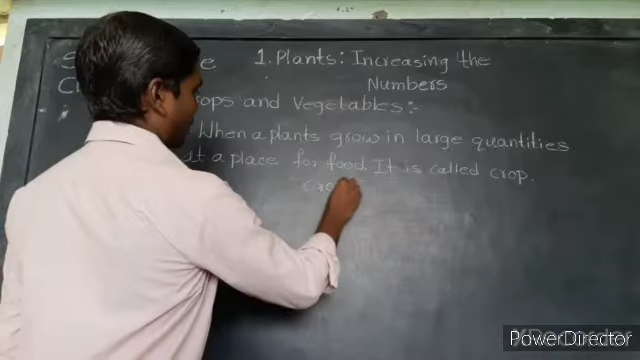 1. Plants: Increasing the
Numbers
and Vegetables:-
When a plants grow in large quantities
at a place for food. It is called crop.
PowerDirector